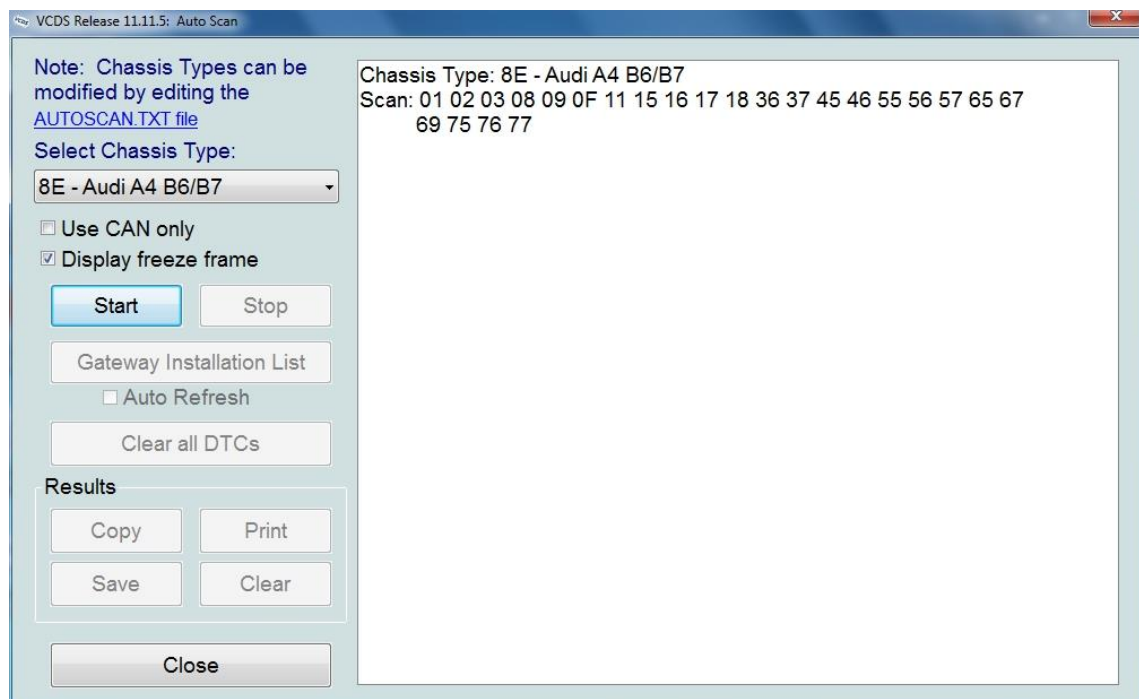 VCDS Release 11.11.5: Auto Scan
Note: Chassis Types can be
modified by editing the
AUTOSCAN.TXT file
Select Chassis Type:
8E - Audi A4 B6/B7
Use CAN only
Display freeze frame
Start
Stop
Gateway Installation List
Auto Refresh
Clear all DTCs
Results
Copy
Print
Save
Clear
Close
Chassis Type: 8E - Audi A4 B6/B7
Scan: 01 02 03 08 09 0F 11 15 16 17 18 36 37 45 46 55 56 57 65 67
69 75 76 77